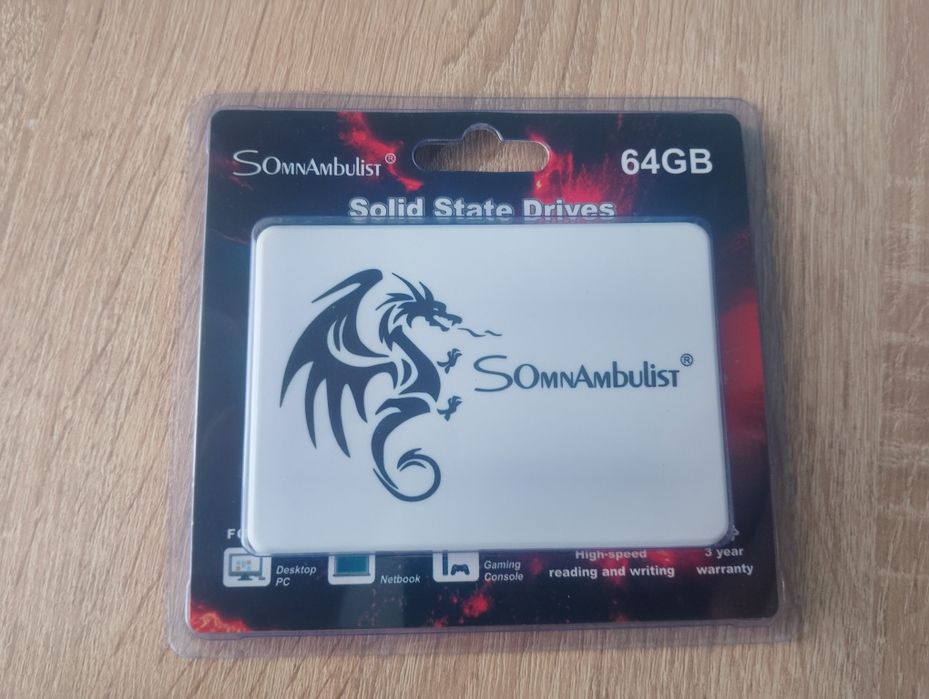 SOmnAmbulist®
64GB
Solid State Drives
SOmnAmbulist®
Desktop
PC
Netbook
Gaming
Console
High-speed
reading and writing
3 year
warranty